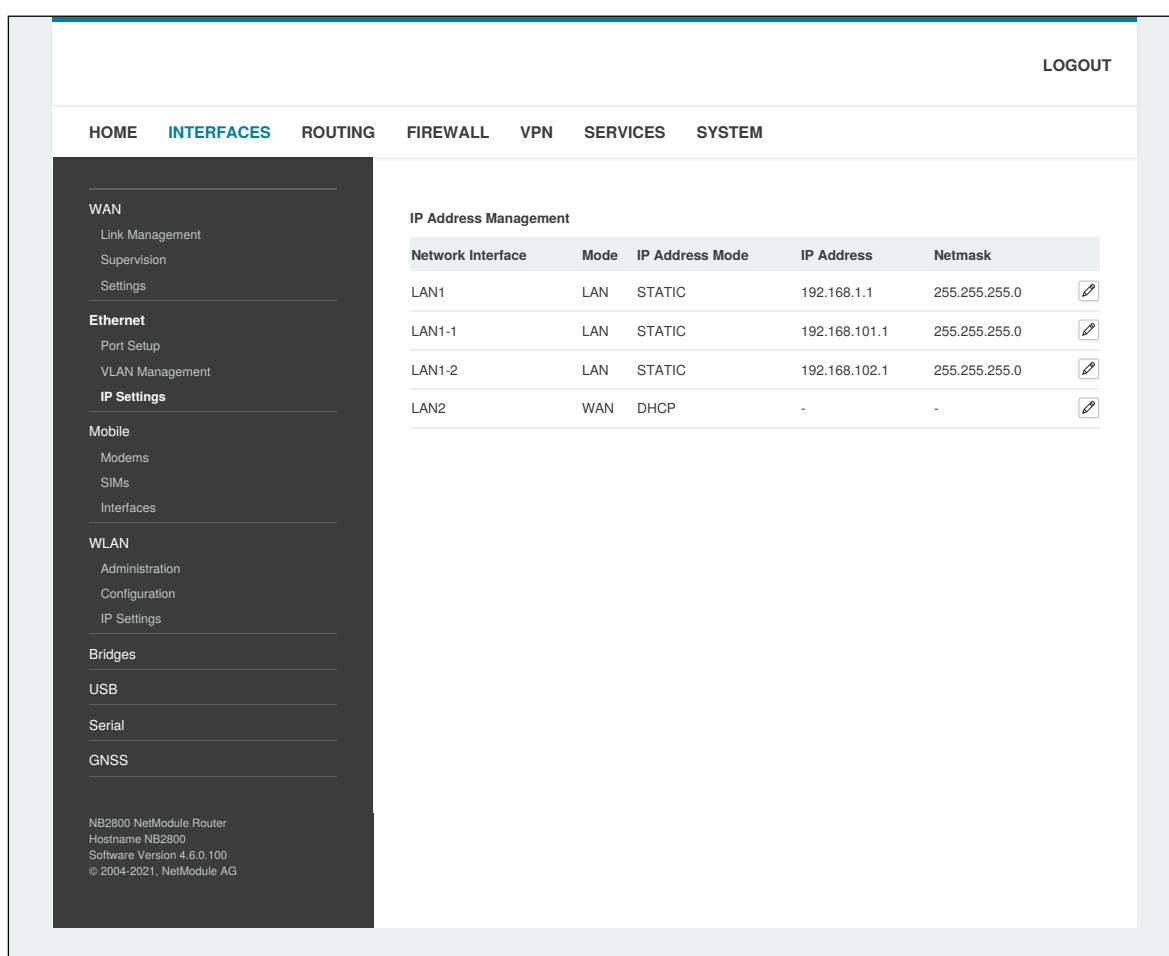 LOGOUT
HOME INTERFACES ROUTING FIREWALL VPN SERVICES SYSTEM
WAN
Link Management
Supervision
Settings
Ethernet
Port Setup
VLAN Management
IP Settings
Mobile
Modems
SIMs
Interfaces
WLAN
Administration
Configuration
IP Settings
Bridges
USB
Serial
GNSS
NB2800 NetModule Router
Hostname NB2800
Software Version 4.6.0.100
© 2004-2021, NetModule AG
IP Address Management
Network Interface Mode IP Address Mode IP Address Netmask
LAN1 LAN STATIC 192.168.1.1 255.255.255.0
LAN1-1 LAN STATIC 192.168.101.1 255.255.255.0
LAN1-2 LAN STATIC 192.168.102.1 255.255.255.0
LAN2 WAN DHCP - -